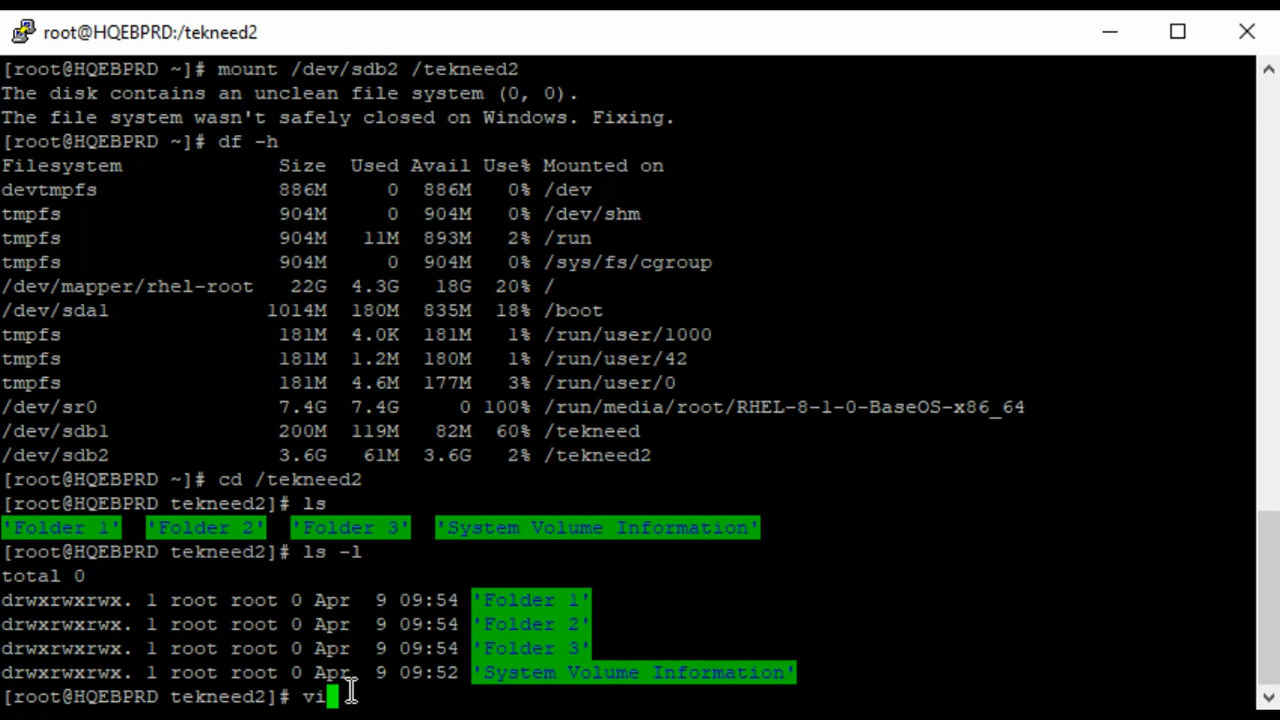 root@HQEBPRD:/tekneed2
[root@HQEBPRD ~]# mount /dev/sdb2 /tekneed2
The disk contains an unclean file system (0, 0).
The file system wasn't safely closed on Windows. Fixing.
[root@HQEBPRD ~]# df -h
Filesystem             Size  Used Avail Use% Mounted on
devtmpfs               886M     0  886M   0% /dev
tmpfs                  904M     0  904M   0% /dev/shm
tmpfs                  904M   11M  893M   2% /run
tmpfs                  904M     0  904M   0% /sys/fs/cgroup
/dev/mapper/rhel-root   22G  4.3G   18G  20% /
/dev/sda1             1014M  180M  835M  18% /boot
tmpfs                  181M  4.0K  181M   1% /run/user/1000
tmpfs                  181M  1.2M  180M   1% /run/user/42
tmpfs                  181M  4.6M  177M   3% /run/user/0
/dev/sr0               7.4G  7.4G     0 100% /run/media/root/RHEL-8-1-0-BaseOS-x86_64
/dev/sdb1              200M  119M   82M  60% /tekneed
/dev/sdb2              3.6G   61M  3.6G   2% /tekneed2
[root@HQEBPRD ~]# cd /tekneed2
[root@HQEBPRD tekneed2]# ls
'Folder 1'  'Folder 2'  'Folder 3'  'System Volume Information'
[root@HQEBPRD tekneed2]# ls -l
total 0
drwxrwxrwx. 1 root root 0 Apr  9 09:54 'Folder 1'
drwxrwxrwx. 1 root root 0 Apr  9 09:54 'Folder 2'
drwxrwxrwx. 1 root root 0 Apr  9 09:54 'Folder 3'
drwxrwxrwx. 1 root root 0 Apr  9 09:52 'System Volume Information'
[root@HQEBPRD tekneed2]# vi